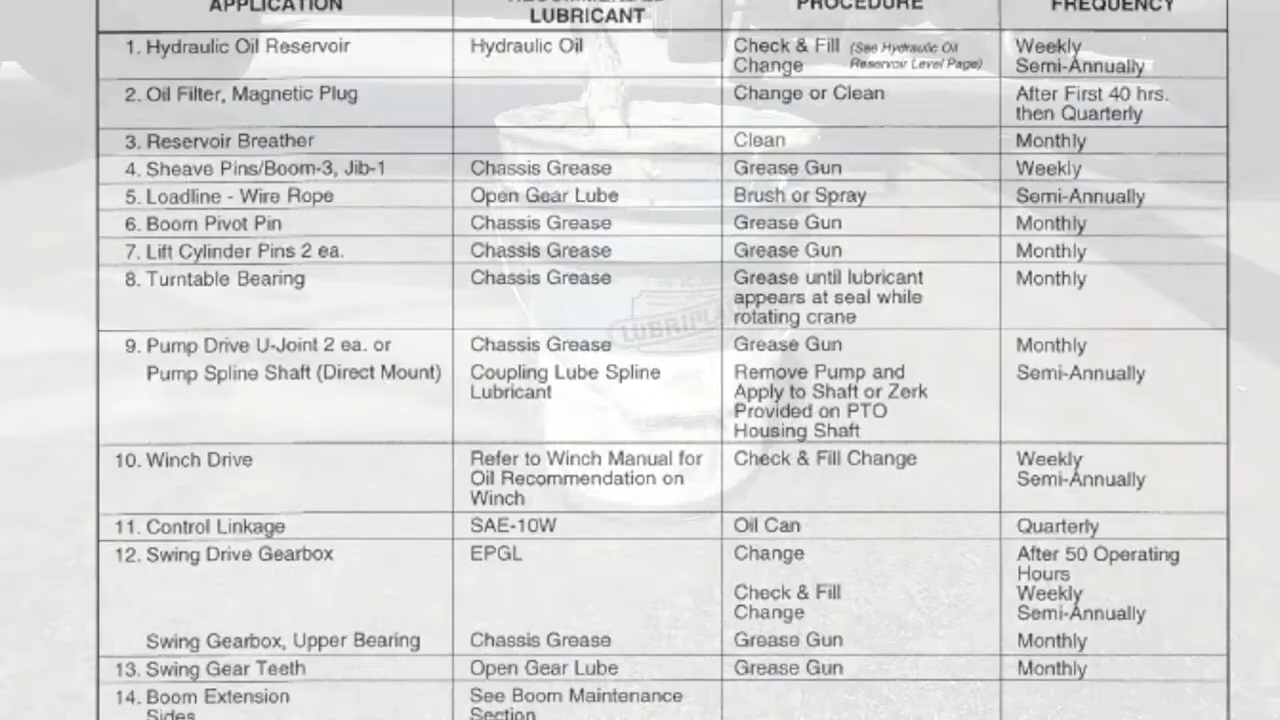 APPLICATION
RECOMMENDED
LUBRICANT
PROCEDURE
FREQUENCY
1. Hydraulic Oil Reservoir
Hydraulic Oil
Check & Fill (See Hydraulic Oil
Change Reservoir Level Page)
Weekly
Semi-Annually
2. Oil Filter, Magnetic Plug
Change or Clean
After First 40 hrs.
then Quarterly
3. Reservoir Breather
Clean
Monthly
4. Sheave Pins/Boom-3, Jib-1
Chassis Grease
Grease Gun
Weekly
5. Loadline - Wire Rope
Open Gear Lube
Brush or Spray
Semi-Annually
6. Boom Pivot Pin
Chassis Grease
Grease Gun
Monthly
7. Lift Cylinder Pins 2 ea.
Chassis Grease
Grease Gun
Monthly
8. Turntable Bearing
Chassis Grease
Grease until lubricant
appears at seal while
rotating crane
Monthly
9. Pump Drive U-Joint 2 ea. or
Chassis Grease
Grease Gun
Monthly
Pump Spline Shaft (Direct Mount)
Coupling Lube Spline
Lubricant
Remove Pump and
Apply to Shaft or Zerk
Provided on PTO
Housing Shaft
Semi-Annually
10. Winch Drive
Refer to Winch Manual for
Oil Recommendation on
Winch
Check & Fill Change
Weekly
Semi-Annually
11. Control Linkage
SAE-10W
Oil Can
Quarterly
12. Swing Drive Gearbox
EPGL
Change
After 50 Operating
Hours
Check & Fill
Weekly
Change
Semi-Annually
Swing Gearbox, Upper Bearing
Chassis Grease
Grease Gun
Monthly
13. Swing Gear Teeth
Open Gear Lube
Grease Gun
Monthly
14. Boom Extension
Sides
See Boom Maintenance
Section